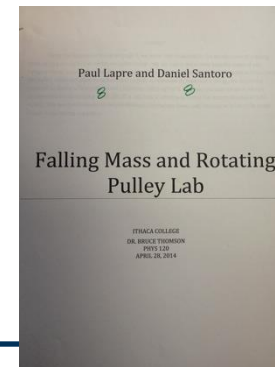 Paul Lapre and Daniel Santoro
8 8
Falling Mass and Rotating
Pulley Lab
ITHACA COLLEGE
DR. BRUCE THOMSON
PHYS 120
APRIL 28, 2014